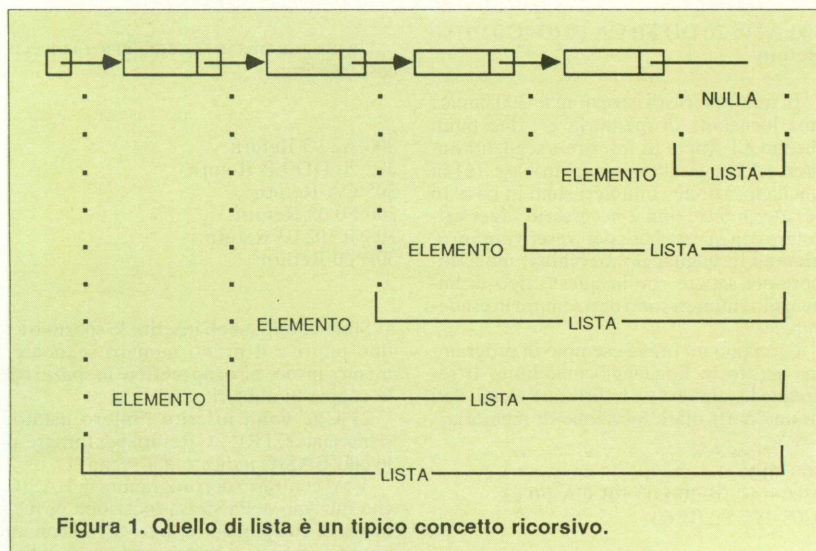 NULLA
ELEMENTO LISTA
ELEMENTO LISTA
ELEMENTO LISTA
ELEMENTO LISTA
LISTA
Figura 1. Quello di lista è un tipico concetto ricorsivo.